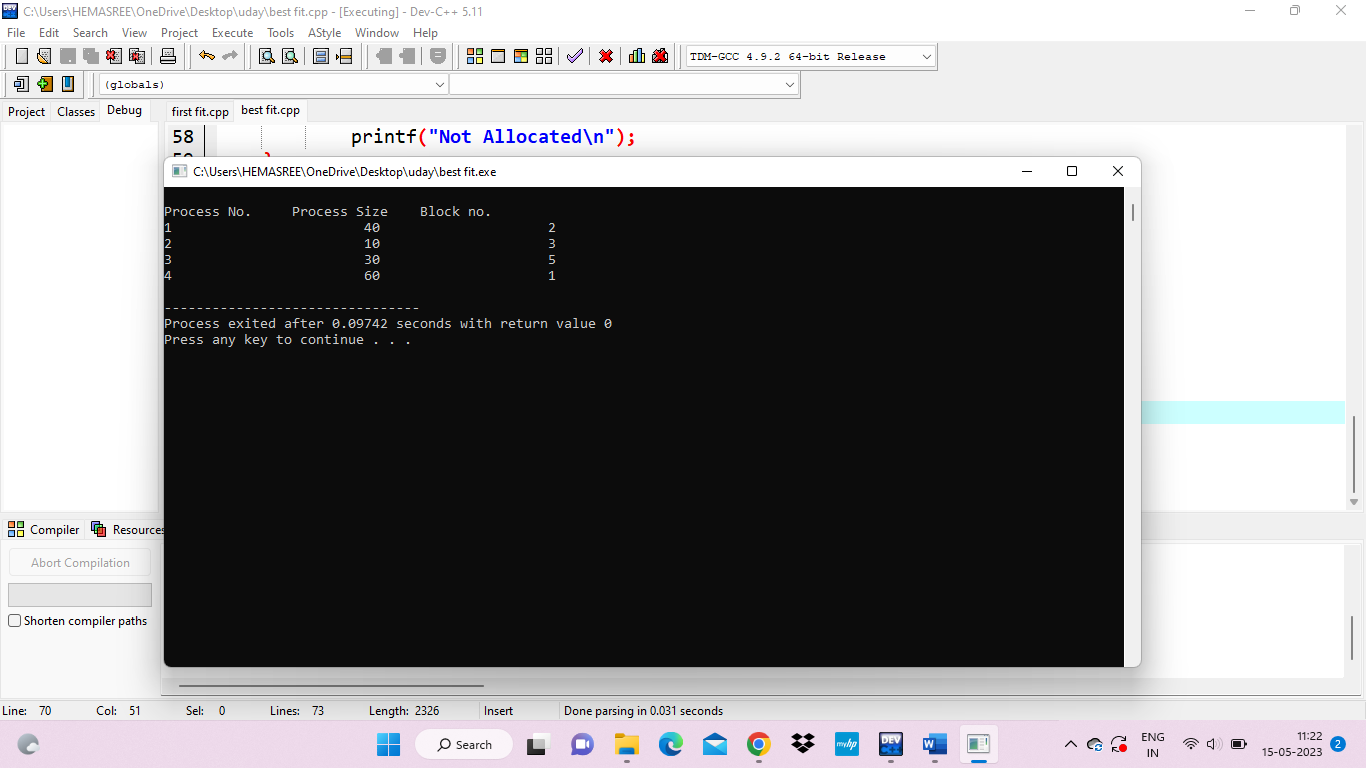 C:\Users\HEMASREE\OneDrive\Desktop\uday\best fit.cpp - [Executing] - Dev-C++ 5.11
File Edit Search View Project Execute Tools AStyle Window Help
TDM-GCC 4.9.2 64-bit Release
(globals)
Project Classes Debug first fit.cpp best fit.cpp
58 printf("Not Allocated\n");
C:\Users\HEMASREE\OneDrive\Desktop\uday\best fit.exe
Process No. Process Size Block no.
1 40 2
2 10 3
3 30 5
4 60 1
--------------------------------
Process exited after 0.09742 seconds with return value 0
Press any key to continue . . .
Compiler Resources
Abort Compilation
Shorten compiler paths
Line: 70 Col: 51 Sel: 0 Lines: 73 Length: 2326 Insert Done parsing in 0.031 seconds
Search
DEV
W
myhp
ENG
IN
11:22
15-05-2023
2